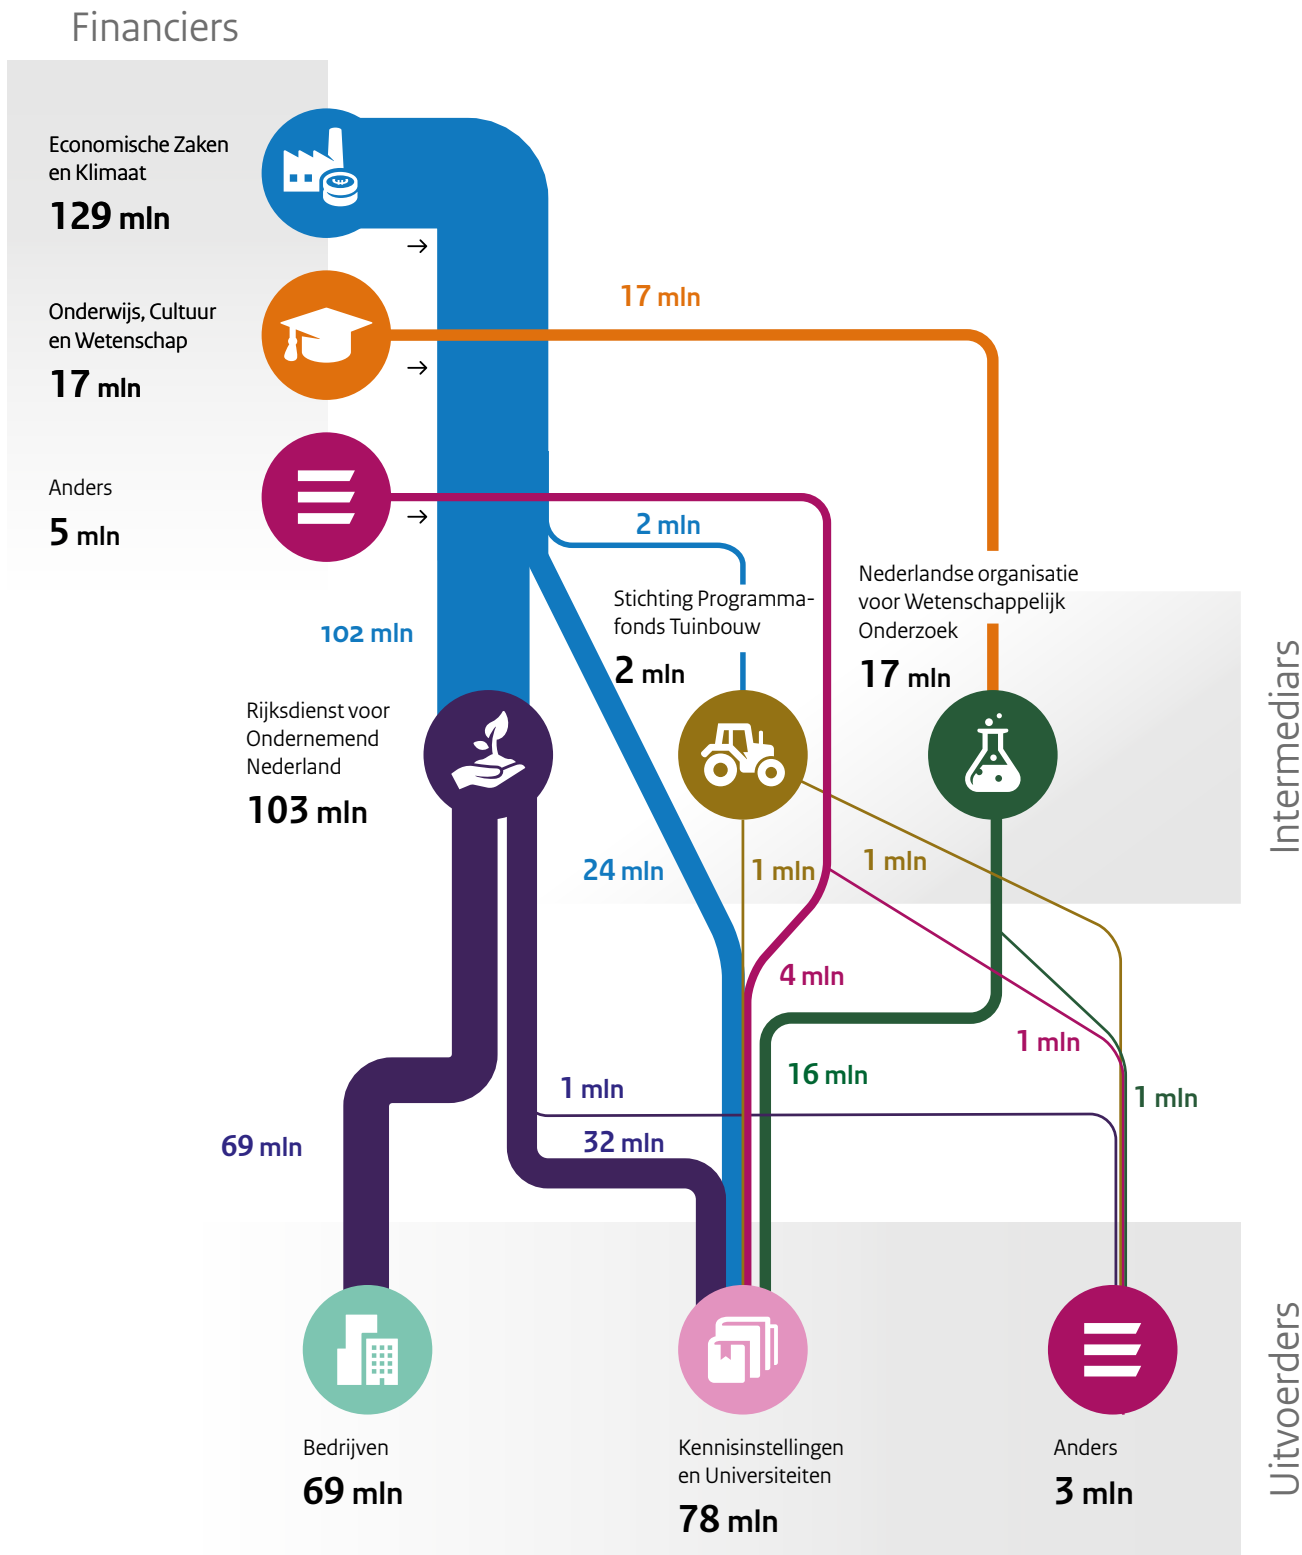 Financiers
Economische Zaken
en Klimaat
129 mln
Onderwijs, Cultuur
en Wetenschap
17 mln
Anders
5 mln
17 mln
2 mln
102 mln
Stichting Programma-
fonds Tuinbouw
2 mln
Nederlandse organisatie
voor Wetenschappelijk
Onderzoek
17 mln
Rijksdienst voor
Ondernemend
Nederland
103 mln
Intermediars
24 mln
1 mln
1 mln
4 mln
1 mln
16 mln
1 mln
1 mln
69 mln
32 mln
Uitvoerders
Bedrijven
69 mln
Kennisinstellingen
en Universiteiten
78 mln
Anders
3 mln